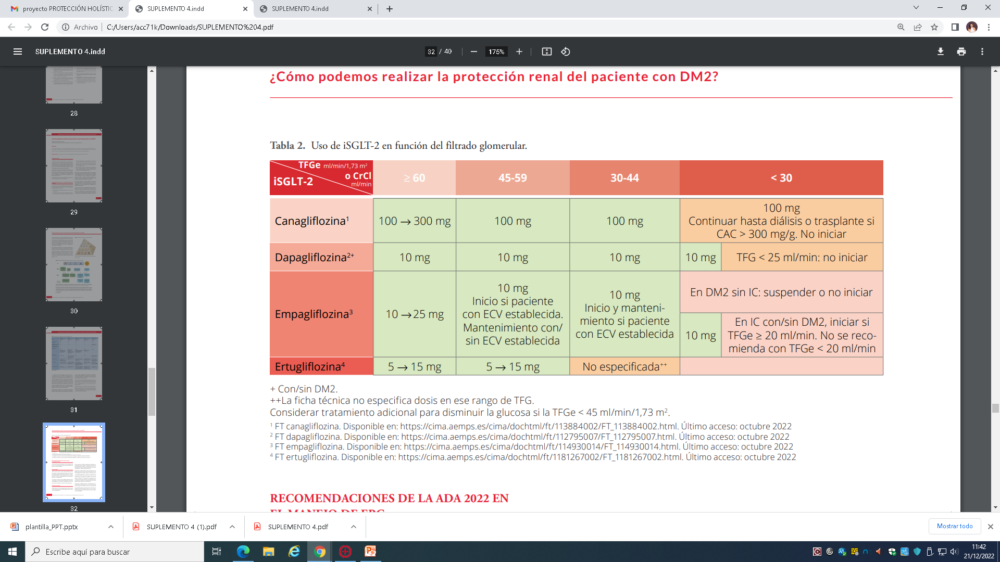 proyecto PROTECCIÓN HOLÍSTIC
SUPLEMENTO 4.indd
SUPLEMENTO 4.indd
Archivo
C:/Users/acc71k/Downloads/SUPLEMENTO%204.pdf
SUPLEMENTO 4.indd
32 / 40
175%
28
29
30
31
32
¿Cómo podemos realizar la protección renal del paciente con DM2?
Tabla 2. Uso de iSGLT-2 en función del filtrado glomerular.
TFGe ml/min/1,73 m²
o CrCl
ml/min
iSGLT-2
≥ 60
45-59
30-44
< 30
Canagliflozina¹
100 → 300 mg
100 mg
100 mg
100 mg
Continuar hasta diálisis o trasplante si
CAC > 300 mg/g. No iniciar
Dapagliflozina²⁺
10 mg
10 mg
10 mg
10 mg
TFG < 25 ml/min: no iniciar
Empagliflozina³
10 → 25 mg
10 mg
Inicio si paciente
con ECV establecida.
Mantenimiento con/
sin ECV establecida
10 mg
Inicio y manteni-
miento si paciente
con ECV establecida
En DM2 sin IC: suspender o no iniciar
10 mg
En IC con/sin DM2, iniciar si
TFGe ≥ 20 ml/min. No se reco-
mienda con TFGe < 20 ml/min
Ertugliflozina⁴
5 → 15 mg
5 → 15 mg
No especificada⁺⁺
+ Con/sin DM2.
++La ficha técnica no especifica dosis en ese rango de TFG.
Considerar tratamiento adicional para disminuir la glucosa si la TFGe < 45 ml/min/1,73 m².
¹ FT canagliflozina. Disponible en: https://cima.aemps.es/cima/dochtml/ft/113884002/FT_113884002.html. Último acceso: octubre 2022
² FT dapagliflozina. Disponible en: https://cima.aemps.es/cima/dochtml/ft/112795007/FT_112795007.html. Último acceso: octubre 2022
³ FT empagliflozina. Disponible en: https://cima.aemps.es/cima/dochtml/ft/114930014/FT_114930014.html. Último acceso: octubre 2022
⁴ FT ertugliflozina. Disponible en: https://cima.aemps.es/cima/dochtml/ft/1181267002/FT_1181267002.html. Último acceso: octubre 2022
RECOMENDACIONES DE LA ADA 2022 EN
EL MANEJO DE ERC
plantilla_PPT.pptx
SUPLEMENTO 4 (1).pdf
SUPLEMENTO 4.pdf
Mostrar todo
Escribe aquí para buscar
11:42
21/12/2022